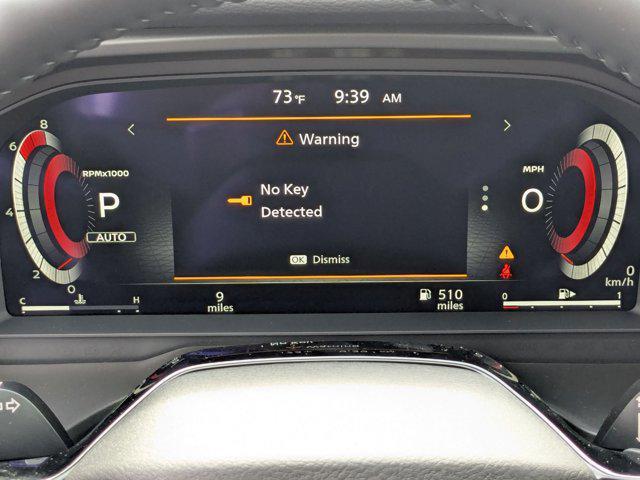 73°F 9:39 AM
Warning
No Key
Detected
OK Dismiss
8
6
4
2
0
RPMx1000
P
AUTO
C H
9
miles
510
miles
MPH
0
0
km/h
0 1